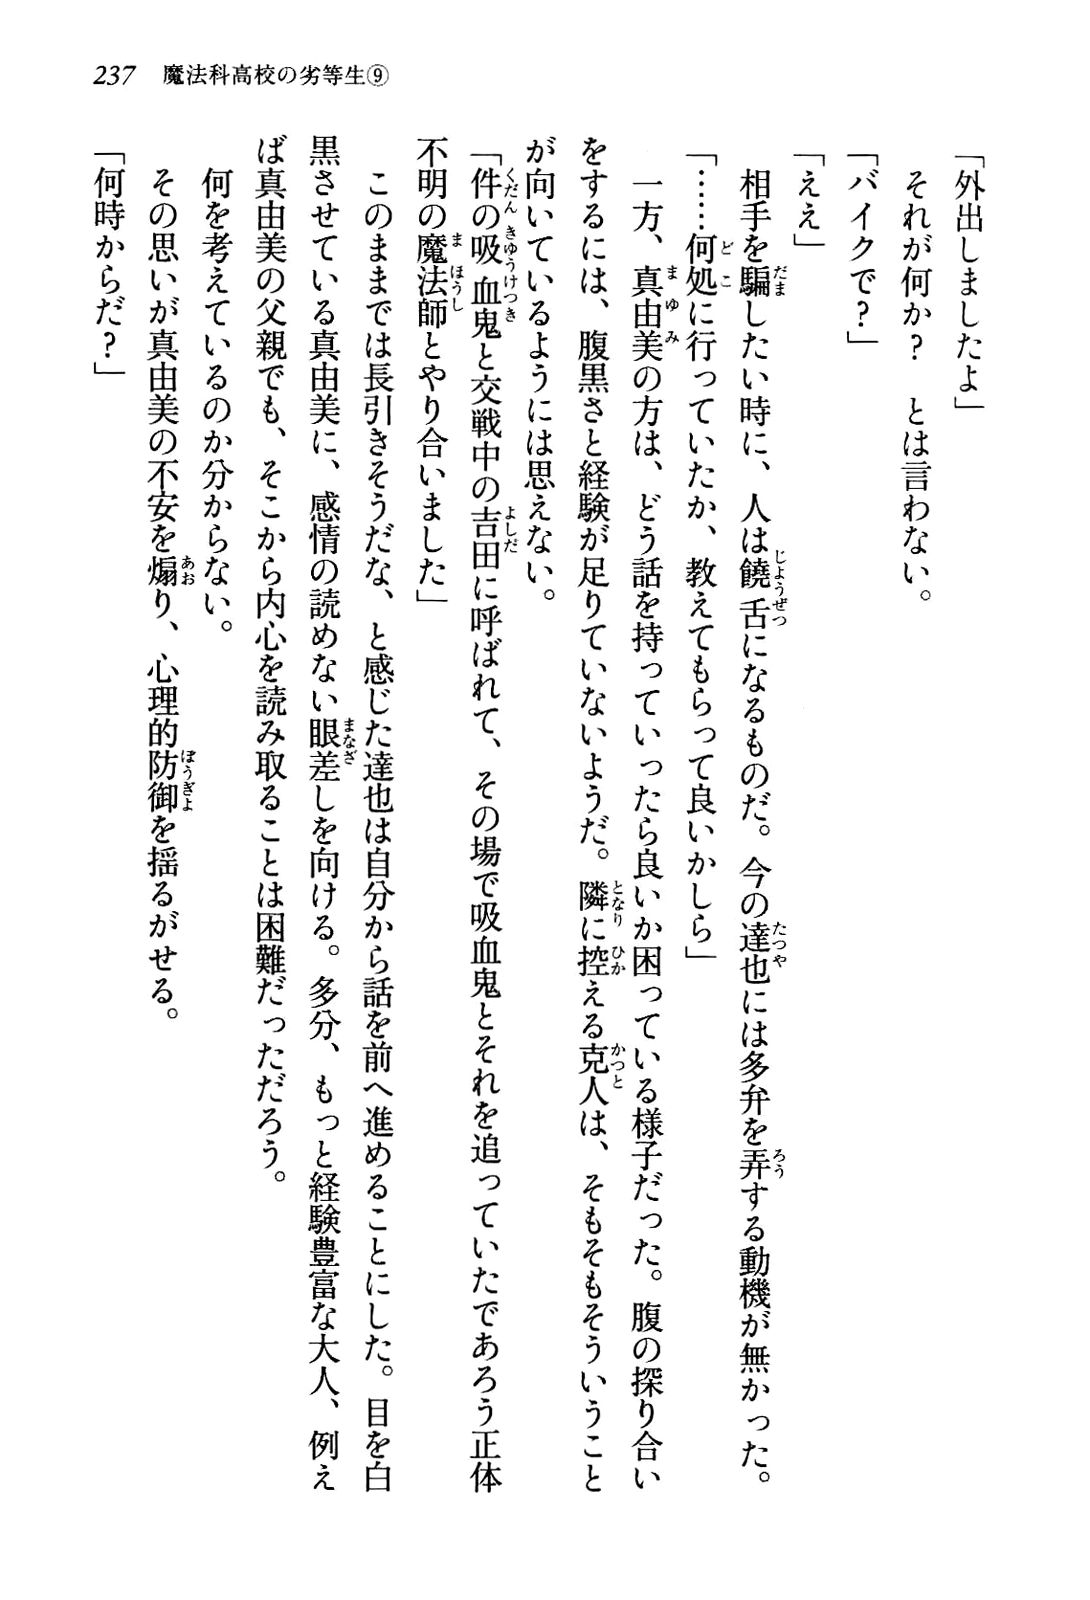 237 魔法科高校の劣等生⑨
「外出しましたよ」
それが何か？　とは言わない。
「バイクで？」
「ええ」
相手を騙したい時に、人は饒舌になるものだ。今の達也には多弁を弄する動機が無かった。
「……何処に行っていたか、教えてもらって良いかしら」
一方、真由美の方は、どう話を持っていったら良いか困っている様子だった。腹の探り合い
をするには、腹黒さと経験が足りていないようだ。隣に控える克人は、そもそもそういうこと
が向いているようには思えない。
「件の吸血鬼と交戦中の吉田に呼ばれて、その場で吸血鬼とそれを追っていたであろう正体
不明の魔法師とやり合いました」
このままでは長引きそうだな、と感じた達也は自分から話を前へ進めることにした。目を白
黒させている真由美に、感情の読めない眼差しを向ける。多分、もっと経験豊富な大人、例え
ば真由美の父親でも、そこから内心を読み取ることは困難だっただろう。
何を考えているのか分からない。
その思いが真由美の不安を煽り、心理的防御を揺るがせる。
「何時からだ？」